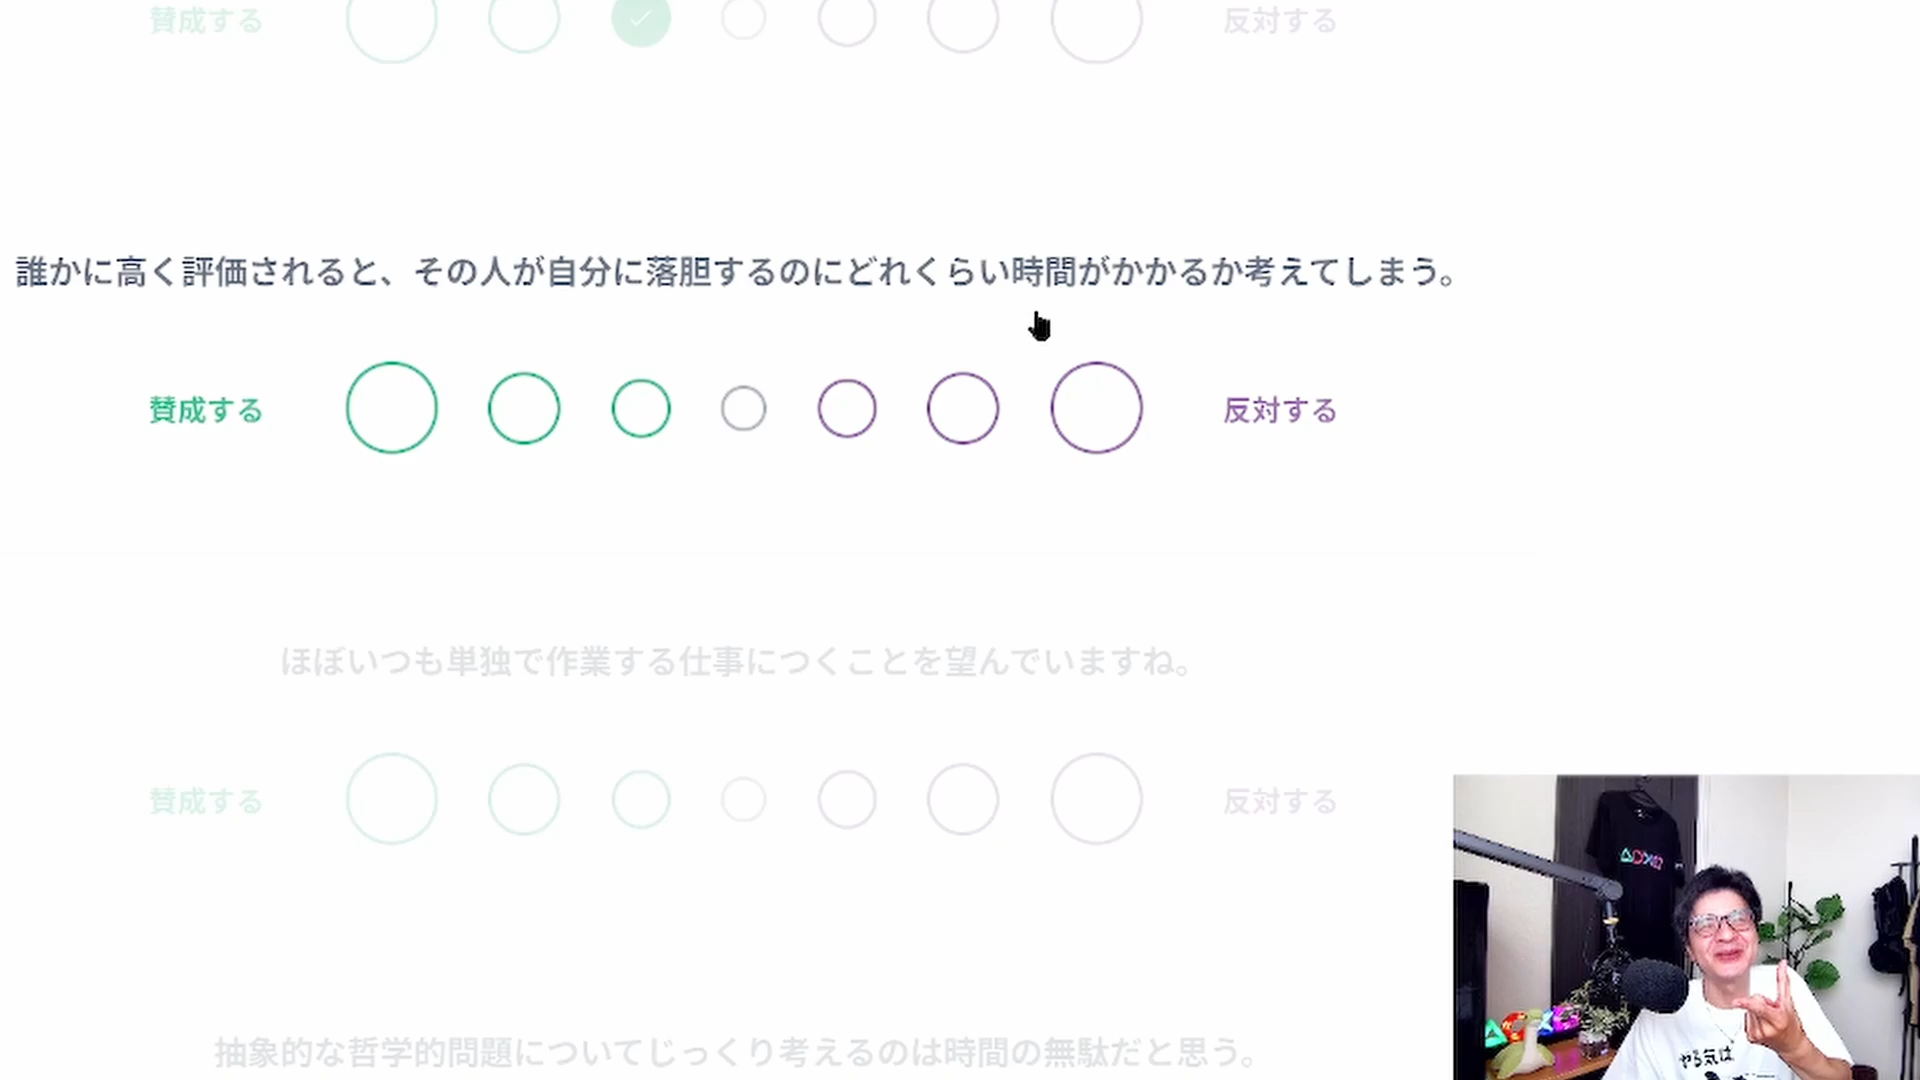 賛成する
反対する
誰かに高く評価されると、その人が自分に落胆するのにどれくらい時間がかかるか考えてしまう。
賛成する
反対する
ほぼいつも単独で作業する仕事につくことを望んでいますね。
賛成する
反対する
やる気は
抽象的な哲学的問題についてじっくり考えるのは時間の無駄だと思う。